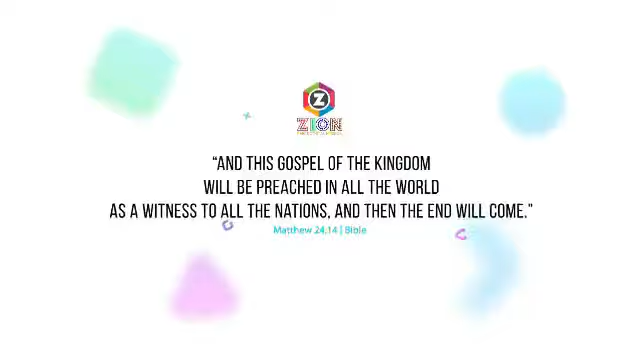 Z
ZION
“AND THIS GOSPEL OF THE KINGDOM
WILL BE PREACHED IN ALL THE WORLD
AS A WITNESS TO ALL THE NATIONS, AND THEN THE END WILL COME.”
Matthew 24:14 | Bible